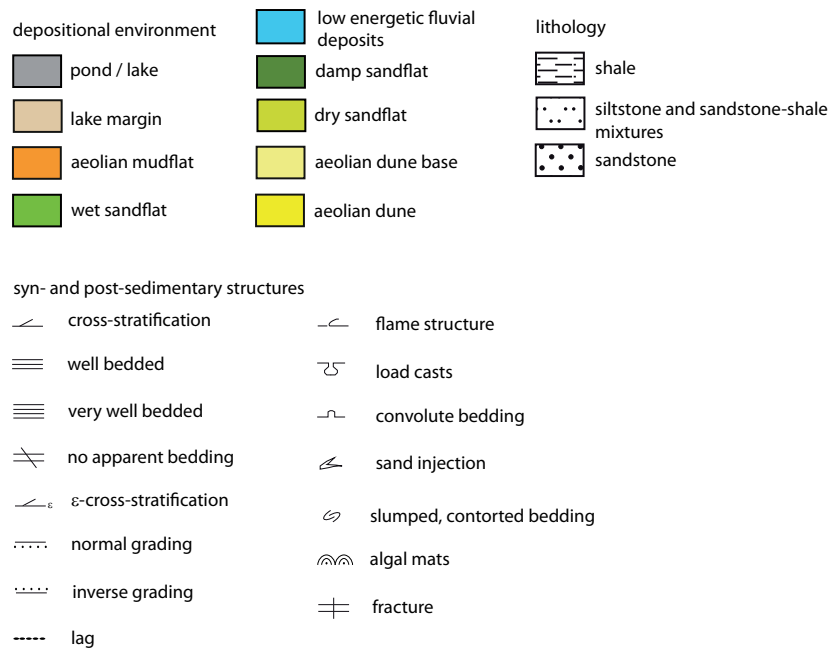 depositional environment
pond / lake
lake margin
aeolian mudflat
wet sandflat
low energetic fluvial
deposits
damp sandflat
dry sandflat
aeolian dune base
aeolian dune
lithology
shale
siltstone and sandstone-shale
mixtures
sandstone
syn- and post-sedimentary structures
cross-stratification
well bedded
very well bedded
no apparent bedding
ε ε-cross-stratification
normal grading
inverse grading
lag
flame structure
load casts
convolute bedding
sand injection
slumped, contorted bedding
algal mats
fracture